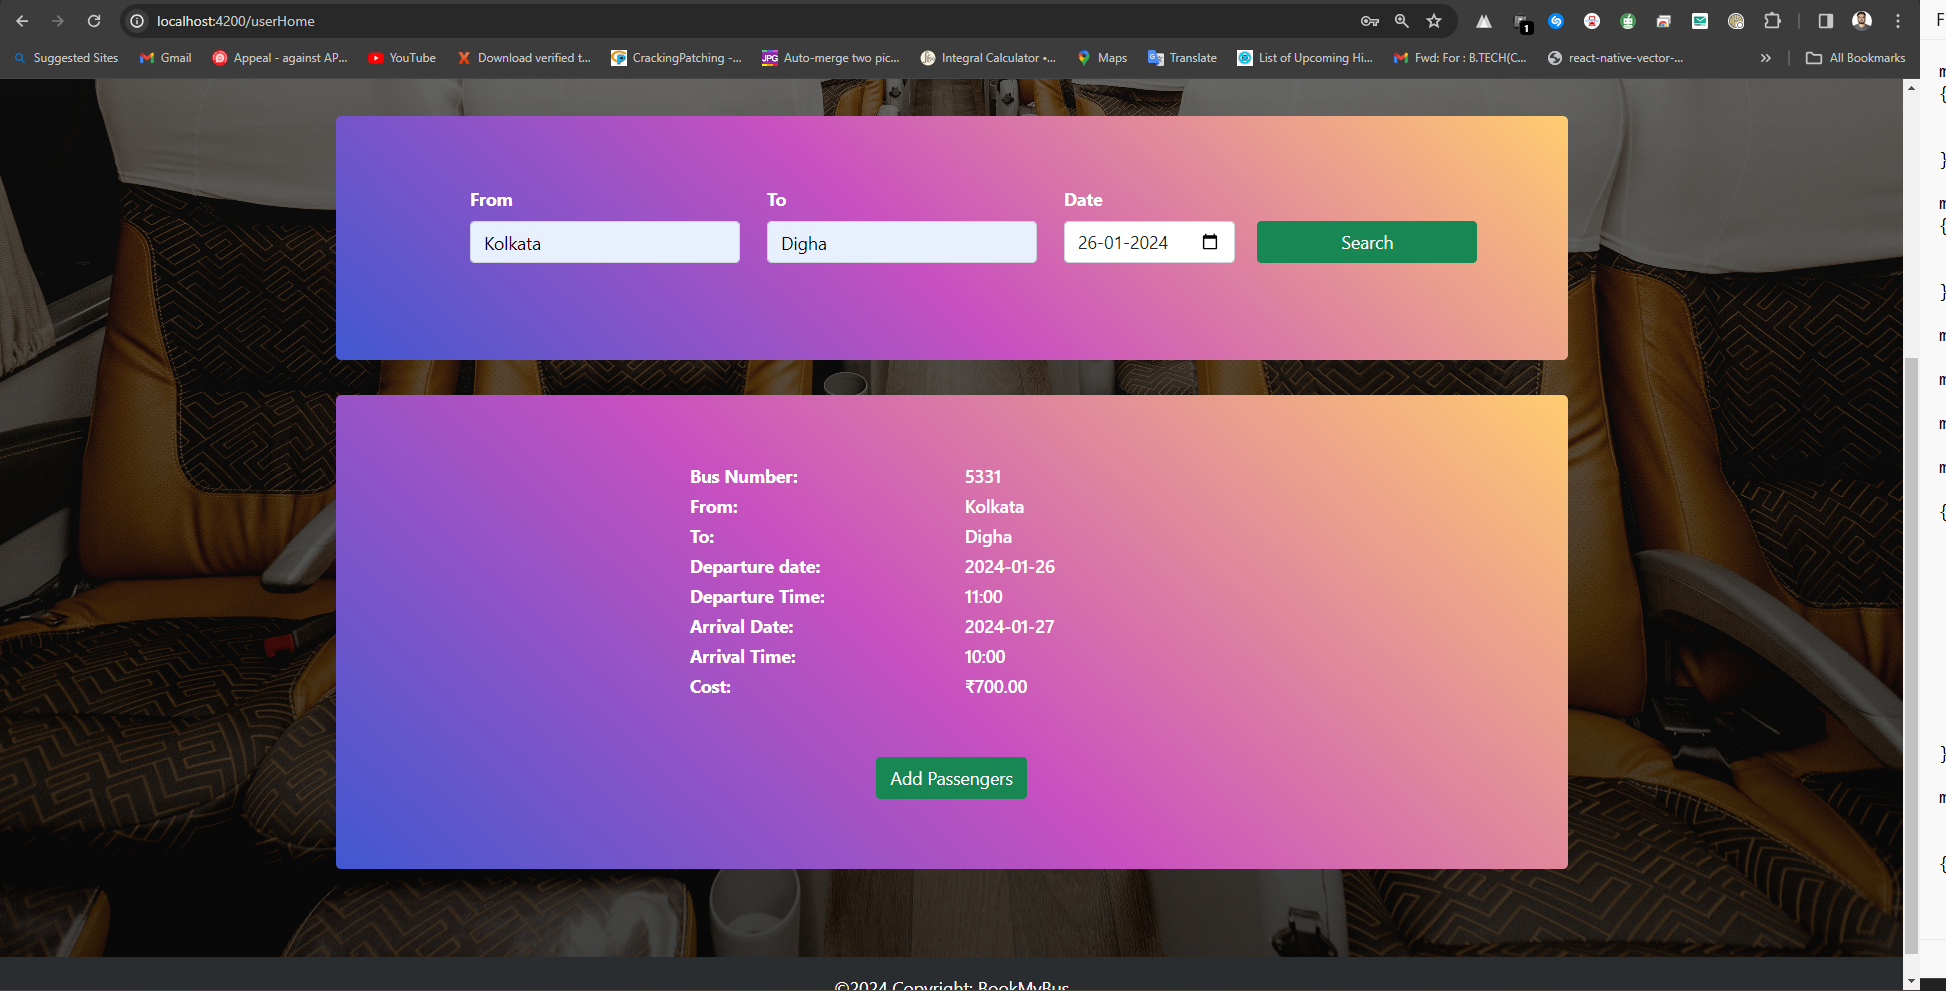 localhost:4200/userHome
1
Suggested Sites
Gmail
Appeal - against AP...
YouTube
Download verified t...
CrackingPatching -...
JPG
Auto-merge two pic...
Integral Calculator •...
Maps
Translate
List of Upcoming Hi...
Fwd: For : B.TECH(C...
react-native-vector-...
»
All Bookmarks
From To Date
Kolkata Digha 26-01-2024 Search
Bus Number: 5331
From: Kolkata
To: Digha
Departure date: 2024-01-26
Departure Time: 11:00
Arrival Date: 2024-01-27
Arrival Time: 10:00
Cost: ₹700.00
Add Passengers
©2024 Copyright: BookMyBus
F
{
}
{
}
{
}
{